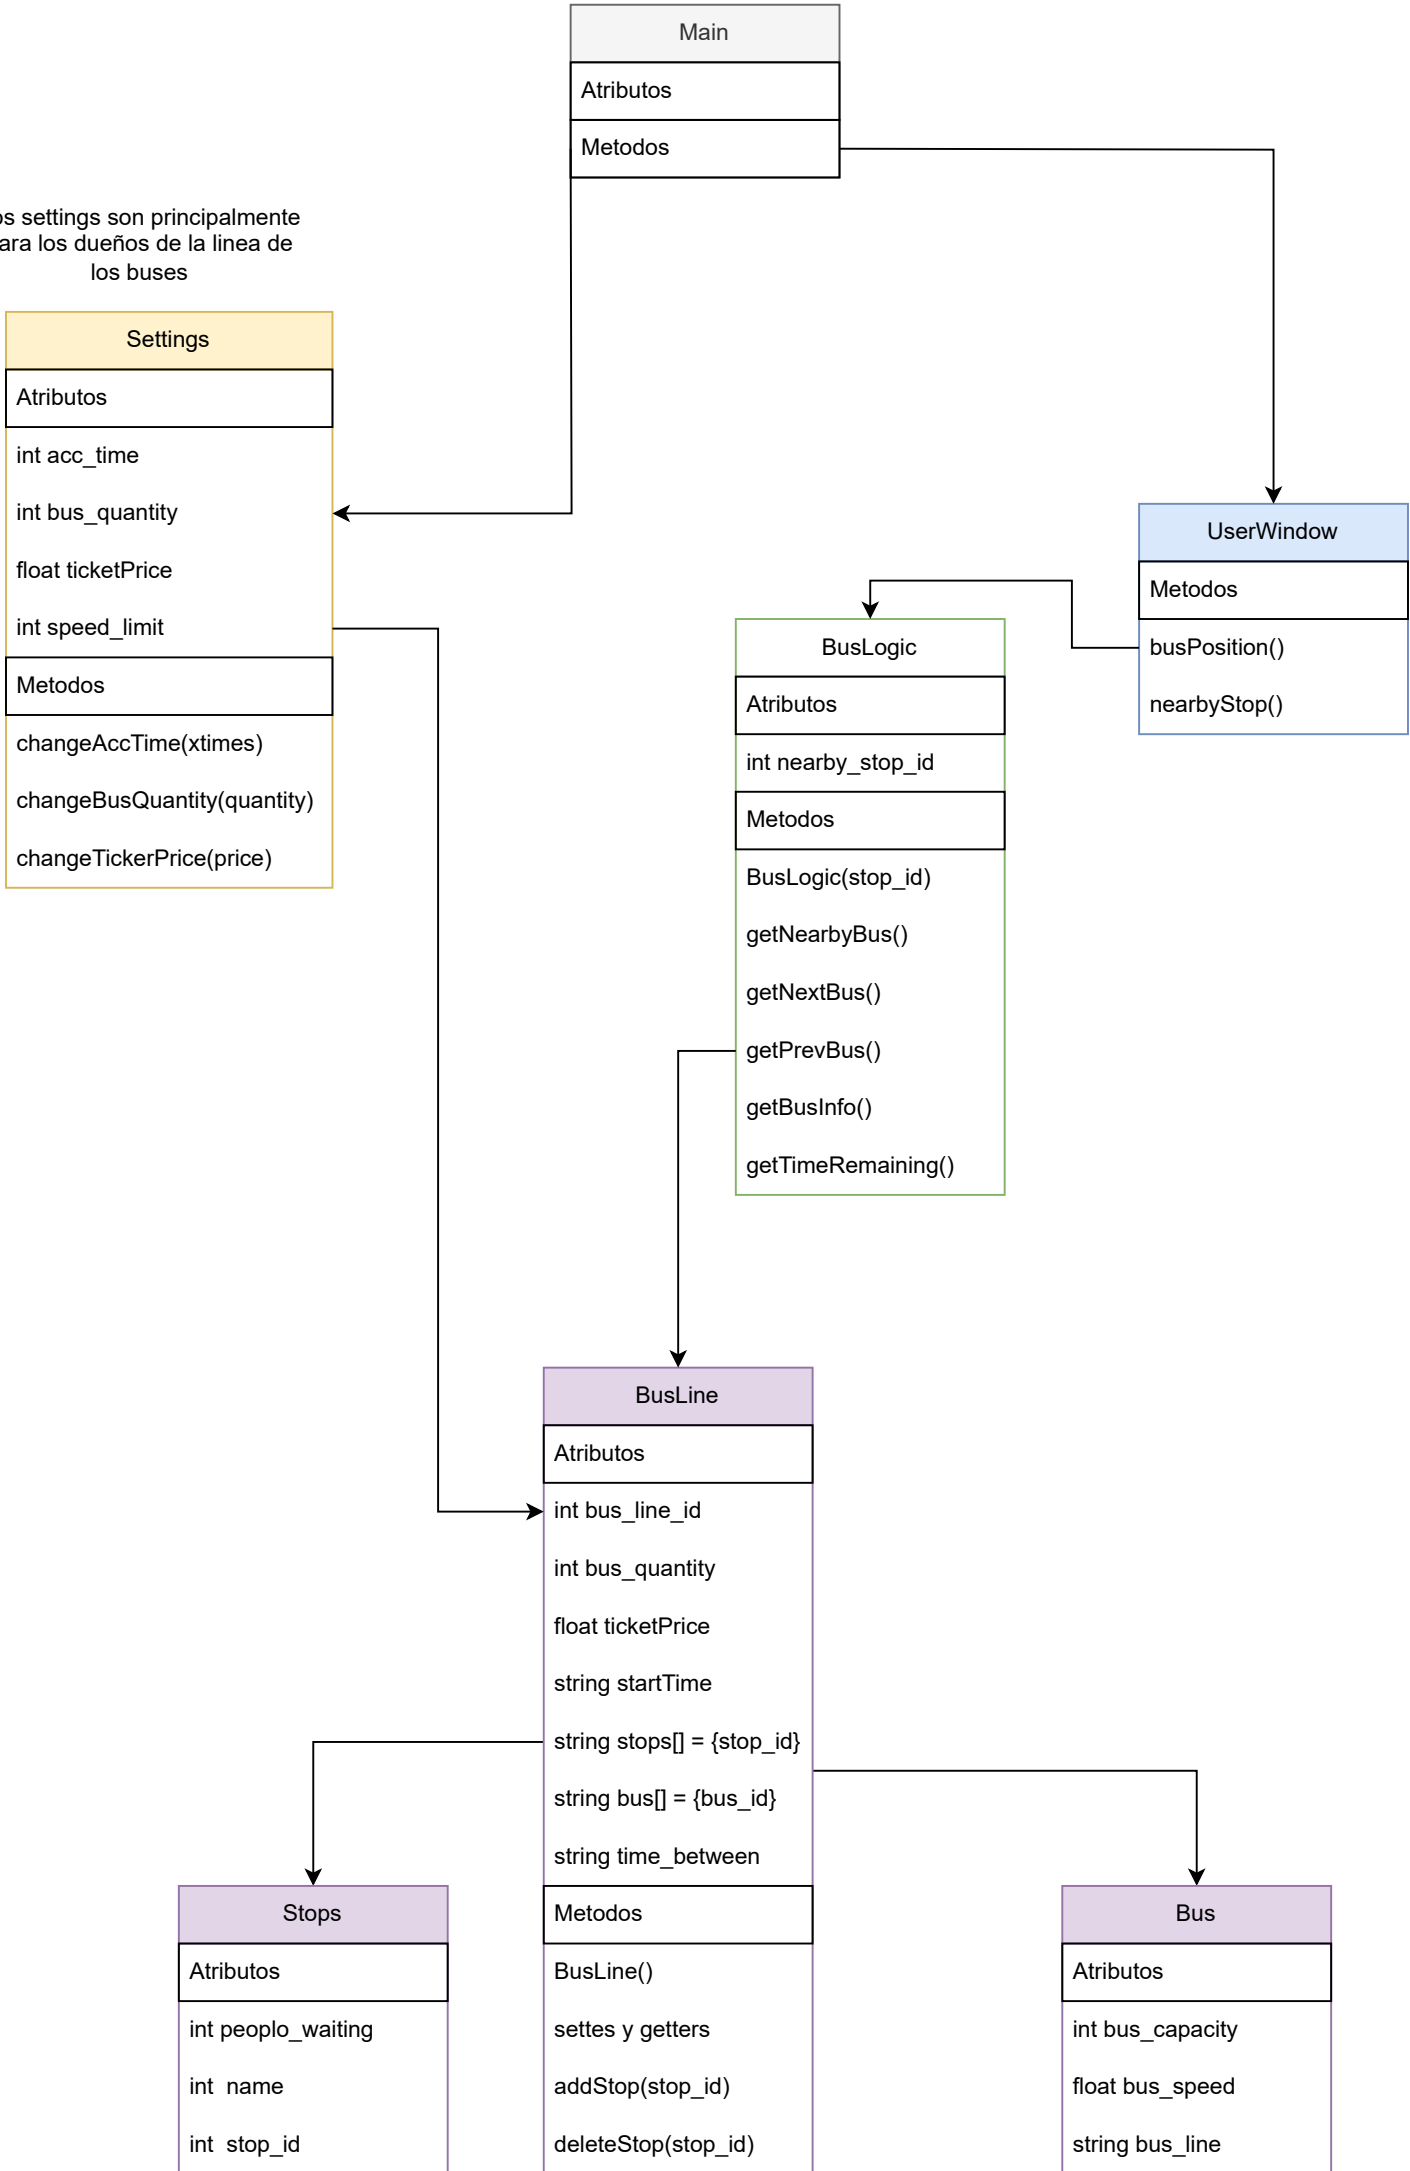 Main
Atributos
Metodos
settings son principalmente
los dueños de la linea de
los buses
Settings
Atributos
int acc_time
int bus_quantity
float ticketPrice
int speed_limit
Metodos
changeAccTime(xtimes)
changeBusQuantity(quantity)
changeTickerPrice(price)
UserWindow
Metodos
busPosition()
nearbyStop()
BusLogic
Atributos
int nearby_stop_id
Metodos
BusLogic(stop_id)
getNearbyBus()
getNextBus()
getPrevBus()
getBusInfo()
getTimeRemaining()
BusLine
Atributos
int bus_line_id
int bus_quantity
float ticketPrice
string startTime
string stops[] = {stop_id}
string bus[] = {bus_id}
string time_between
Metodos
BusLine()
settes y getters
addStop(stop_id)
deleteStop(stop_id)
Stops
Atributos
int peoplo_waiting
int  name
int  stop_id
Bus
Atributos
int bus_capacity
float bus_speed
string bus_line